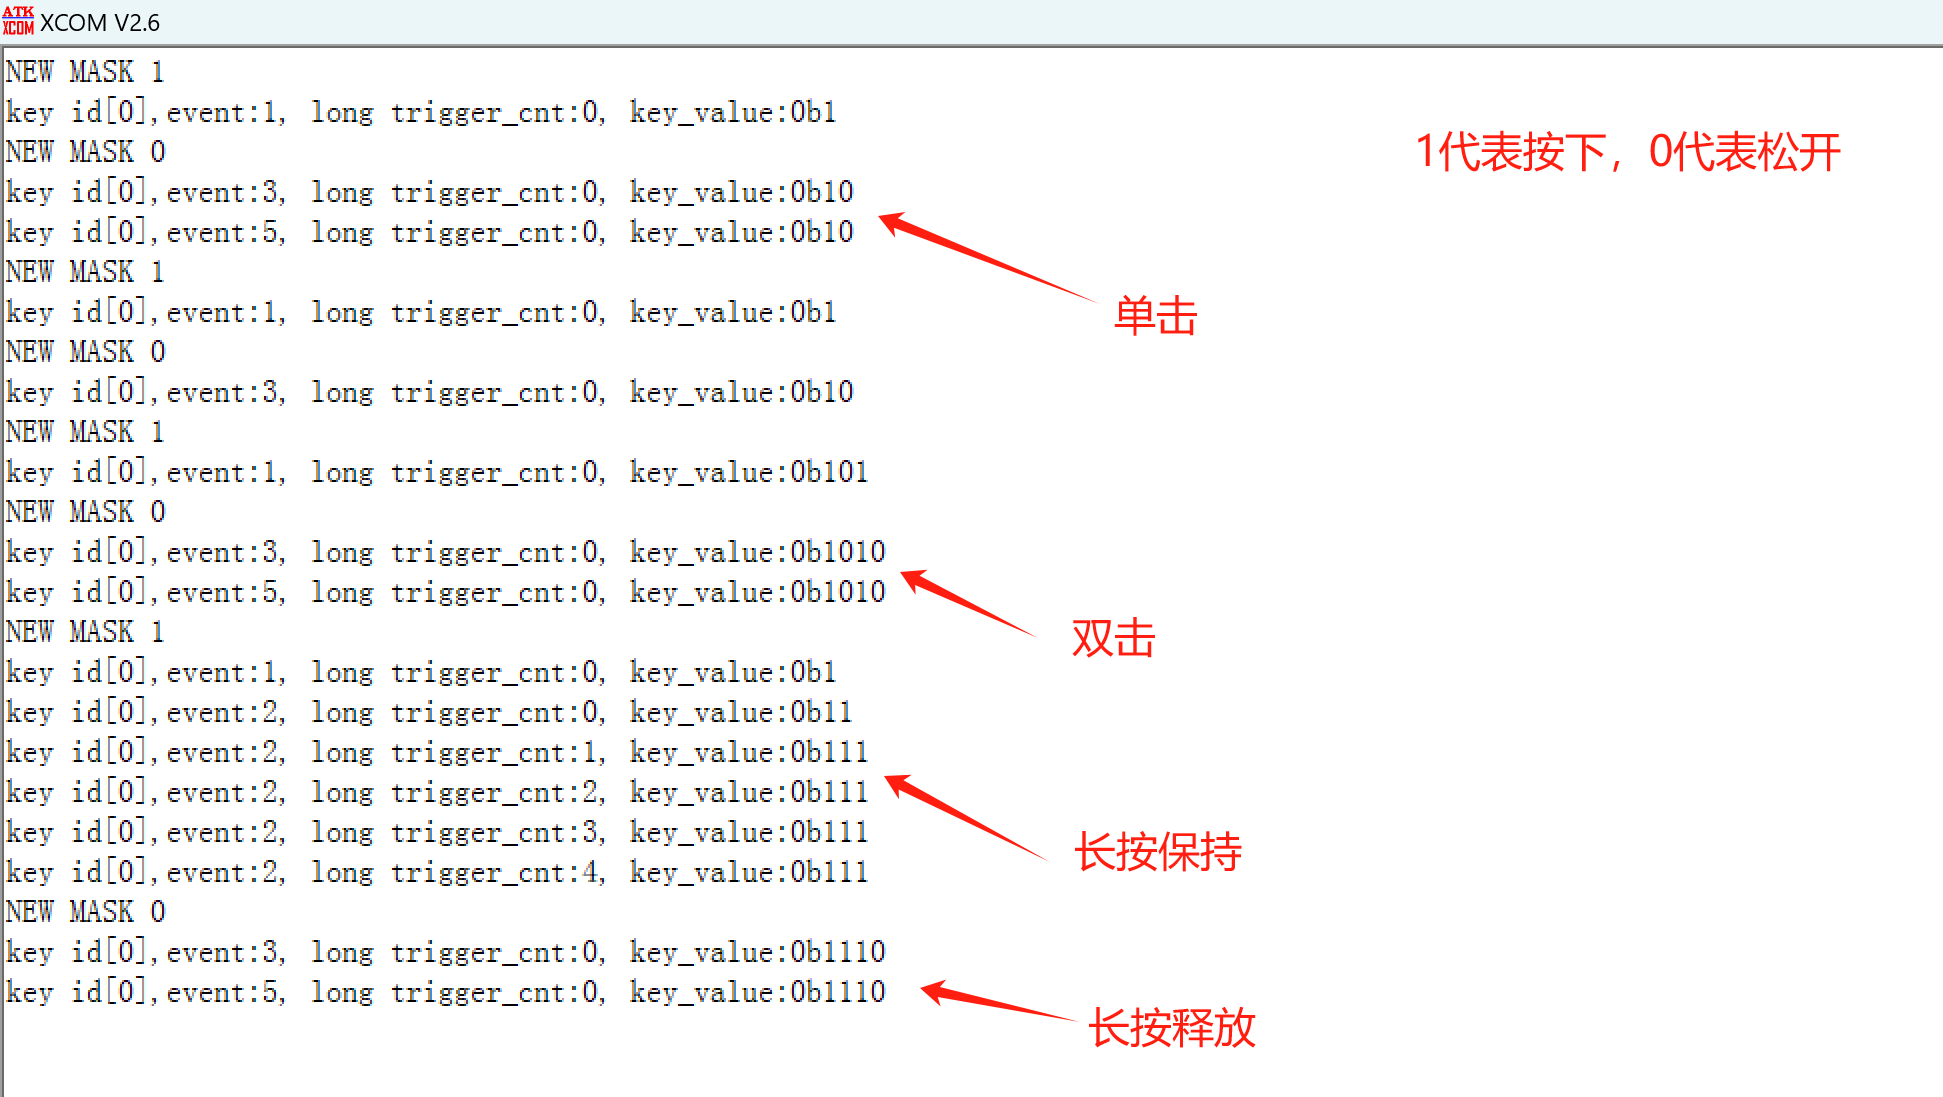 ATK
XCOM XCOM V2.6
NEW MASK 1
key id[0],event:1, long trigger_cnt:0, key_value:0b1
NEW MASK 0
1代表按下，0代表松开
key id[0],event:3, long trigger_cnt:0, key_value:0b10
key id[0],event:5, long trigger_cnt:0, key_value:0b10
NEW MASK 1
key id[0],event:1, long trigger_cnt:0, key_value:0b1
单击
NEW MASK 0
key id[0],event:3, long trigger_cnt:0, key_value:0b10
NEW MASK 1
key id[0],event:1, long trigger_cnt:0, key_value:0b101
NEW MASK 0
key id[0],event:3, long trigger_cnt:0, key_value:0b1010
key id[0],event:5, long trigger_cnt:0, key_value:0b1010
NEW MASK 1
双击
key id[0],event:1, long trigger_cnt:0, key_value:0b1
key id[0],event:2, long trigger_cnt:0, key_value:0b11
key id[0],event:2, long trigger_cnt:1, key_value:0b111
key id[0],event:2, long trigger_cnt:2, key_value:0b111
key id[0],event:2, long trigger_cnt:3, key_value:0b111
长按保持
key id[0],event:2, long trigger_cnt:4, key_value:0b111
NEW MASK 0
key id[0],event:3, long trigger_cnt:0, key_value:0b1110
key id[0],event:5, long trigger_cnt:0, key_value:0b1110
长按释放